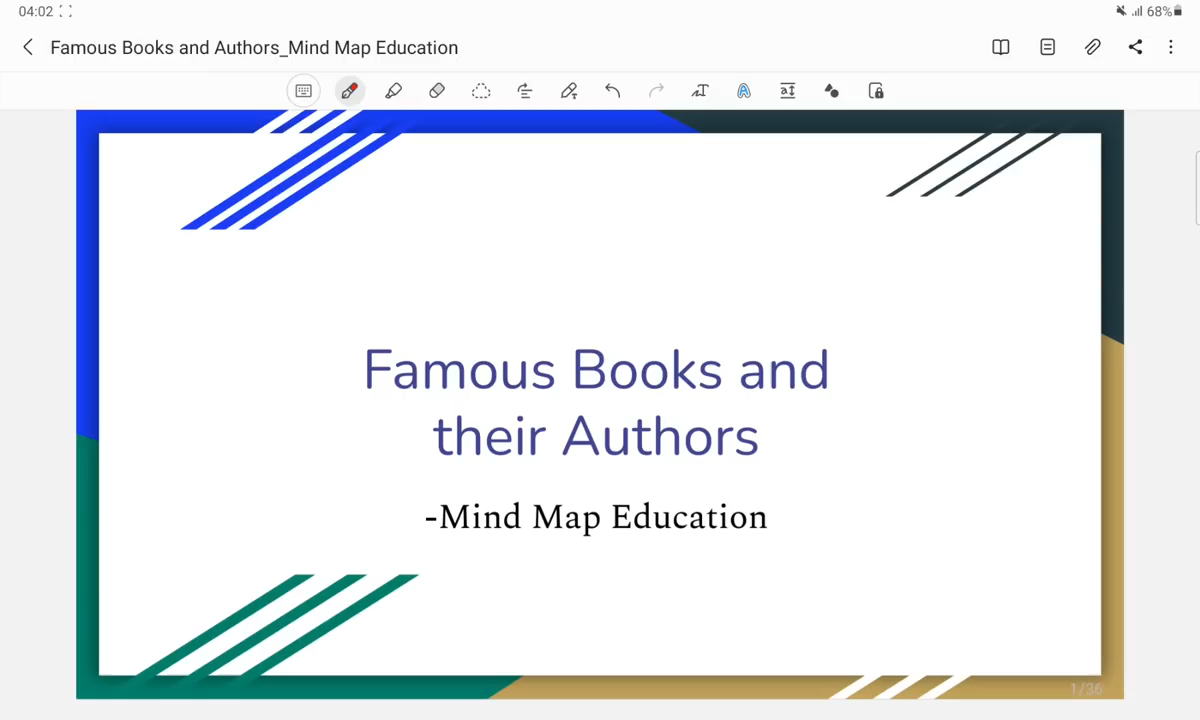 04:02
68%
Famous Books and Authors_Mind Map Education
Famous Books and
their Authors
-Mind Map Education
1/36